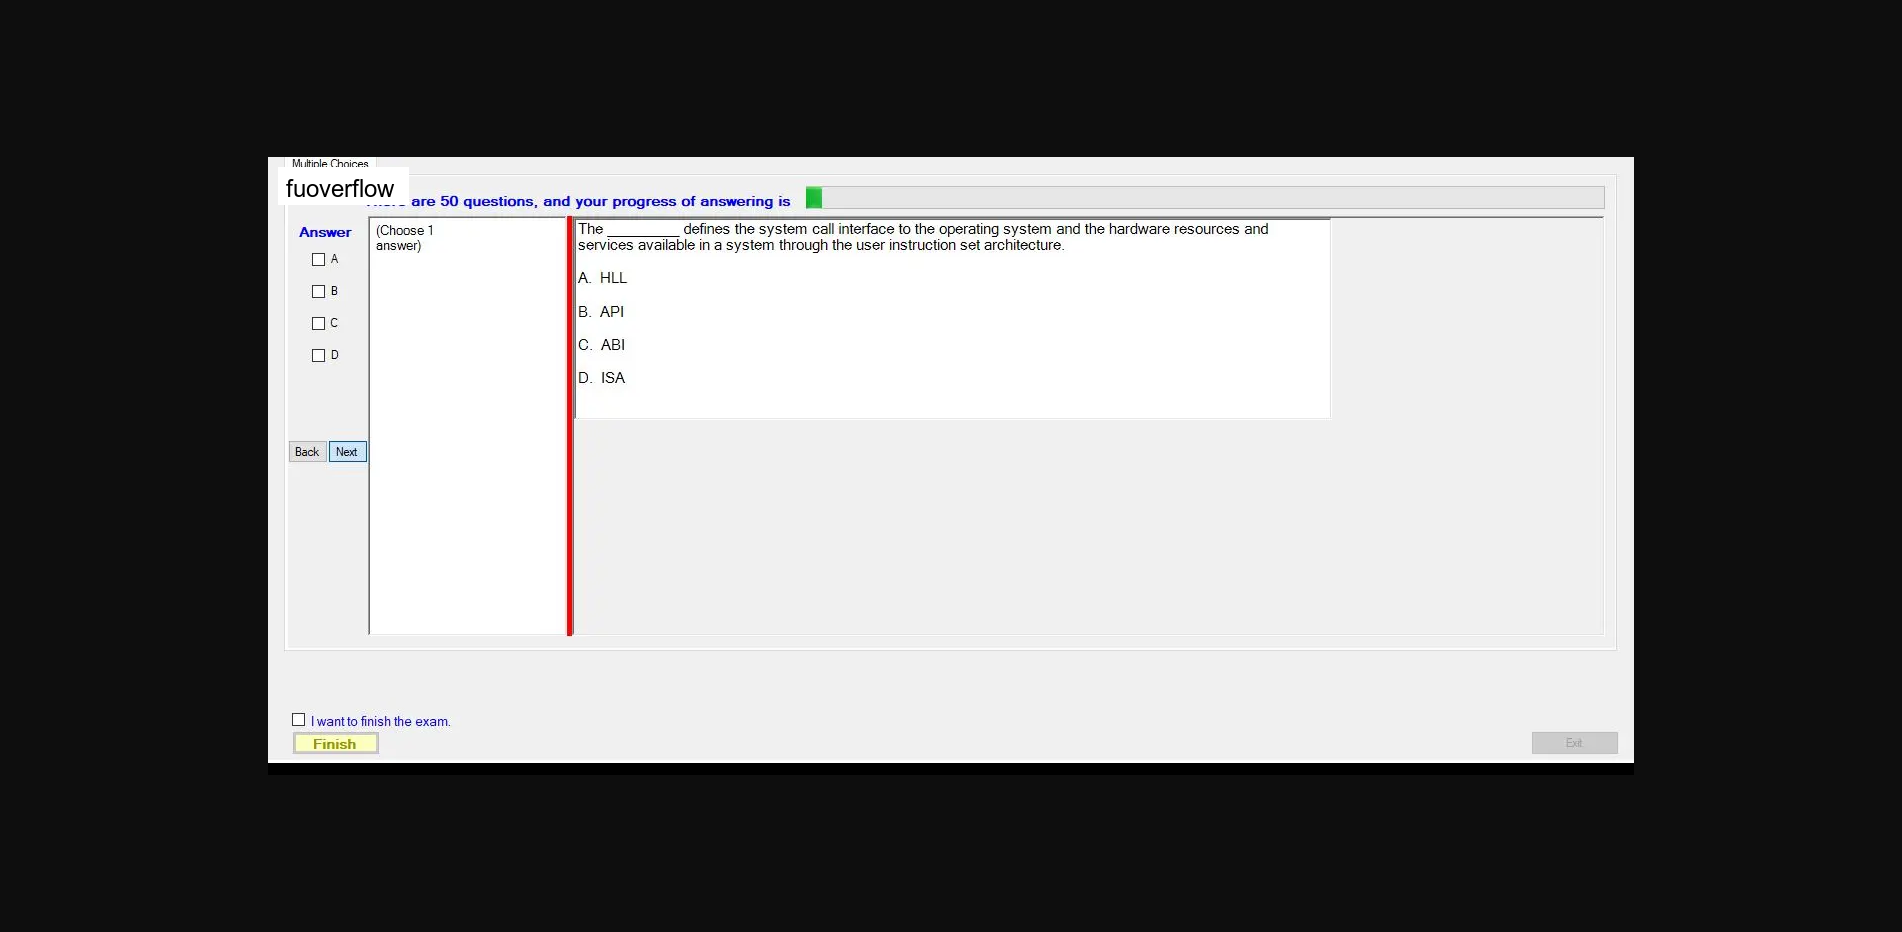 Multiple Choices
fuoverflow
are 50 questions, and your progress of answering is
Answer
(Choose 1
answer)
A
B
C
D
Back
Next
The _________ defines the system call interface to the operating system and the hardware resources and
services available in a system through the user instruction set architecture.
A. HLL
B. API
C. ABI
D. ISA
I want to finish the exam.
Finish
Exit